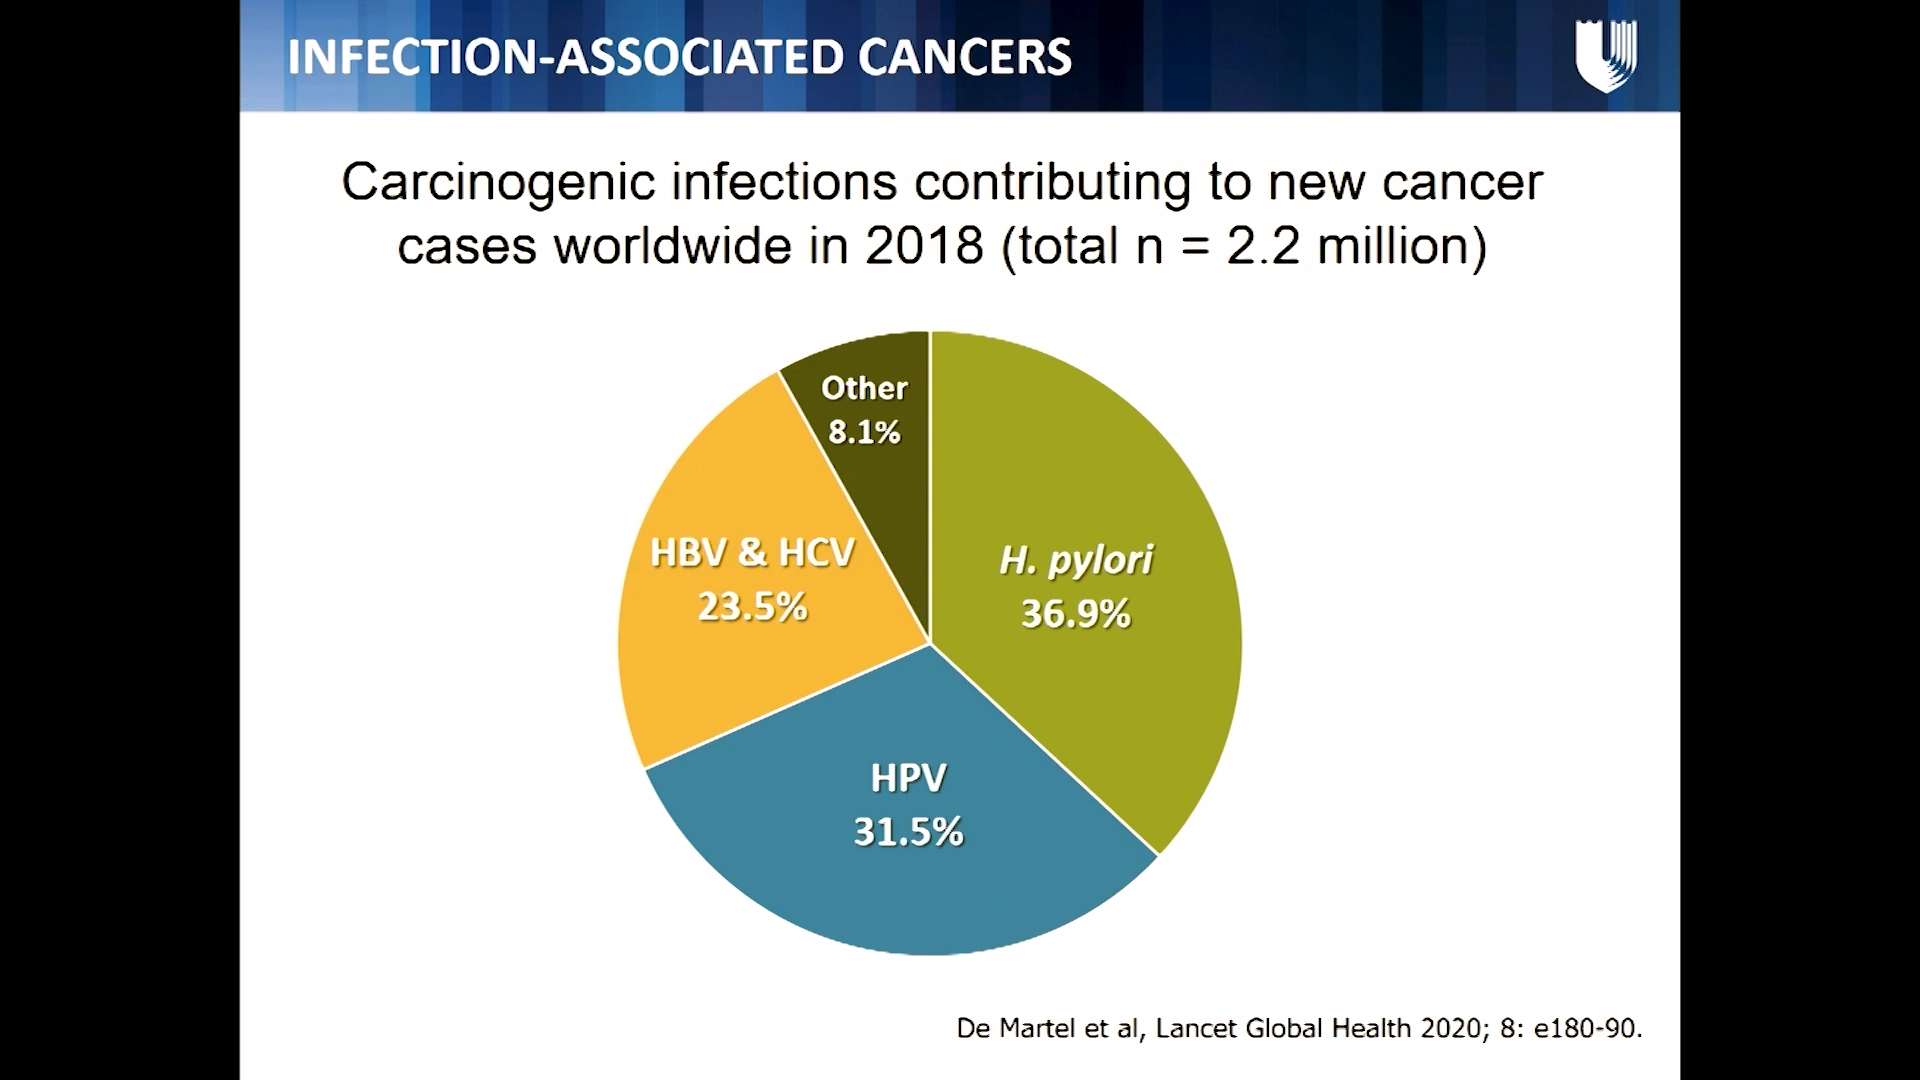 INFECTION-ASSOCIATED CANCERS
Carcinogenic infections contributing to new cancer
cases worldwide in 2018 (total n = 2.2 million)
Other
8.1%
HBV & HCV
23.5%
H. pylori
36.9%
HPV
31.5%
De Martel et al, Lancet Global Health 2020; 8: e180-90.